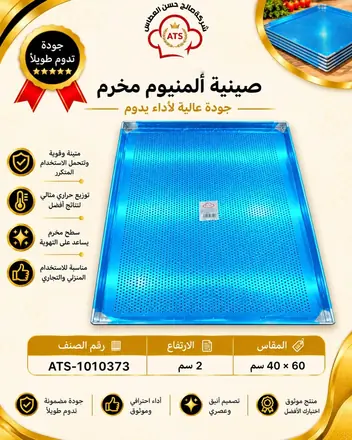 شركة صالح حسن العطاس
ATS
جودة
تدوم طويلاً
صينية ألمنيوم مخرم
جودة عالية لأداء يدوم
متينة وقوية
وتتحمل الاستخدام
المتكرر
توزيع حراري مثالي
لنتائج أفضل
سطح مخرم
يساعد على التهوية
مناسبة للاستخدام
المنزلي والتجاري
المقاس
الارتفاع
رقم الصنف
60 × 40 سم
2 سم
ATS-1010373
منتج موثوق
اختيارك الأفضل
تصميم أنيق
وعصري
أداء احترافي
وموثوق
جودة مضمونة
تدوم طويلاً